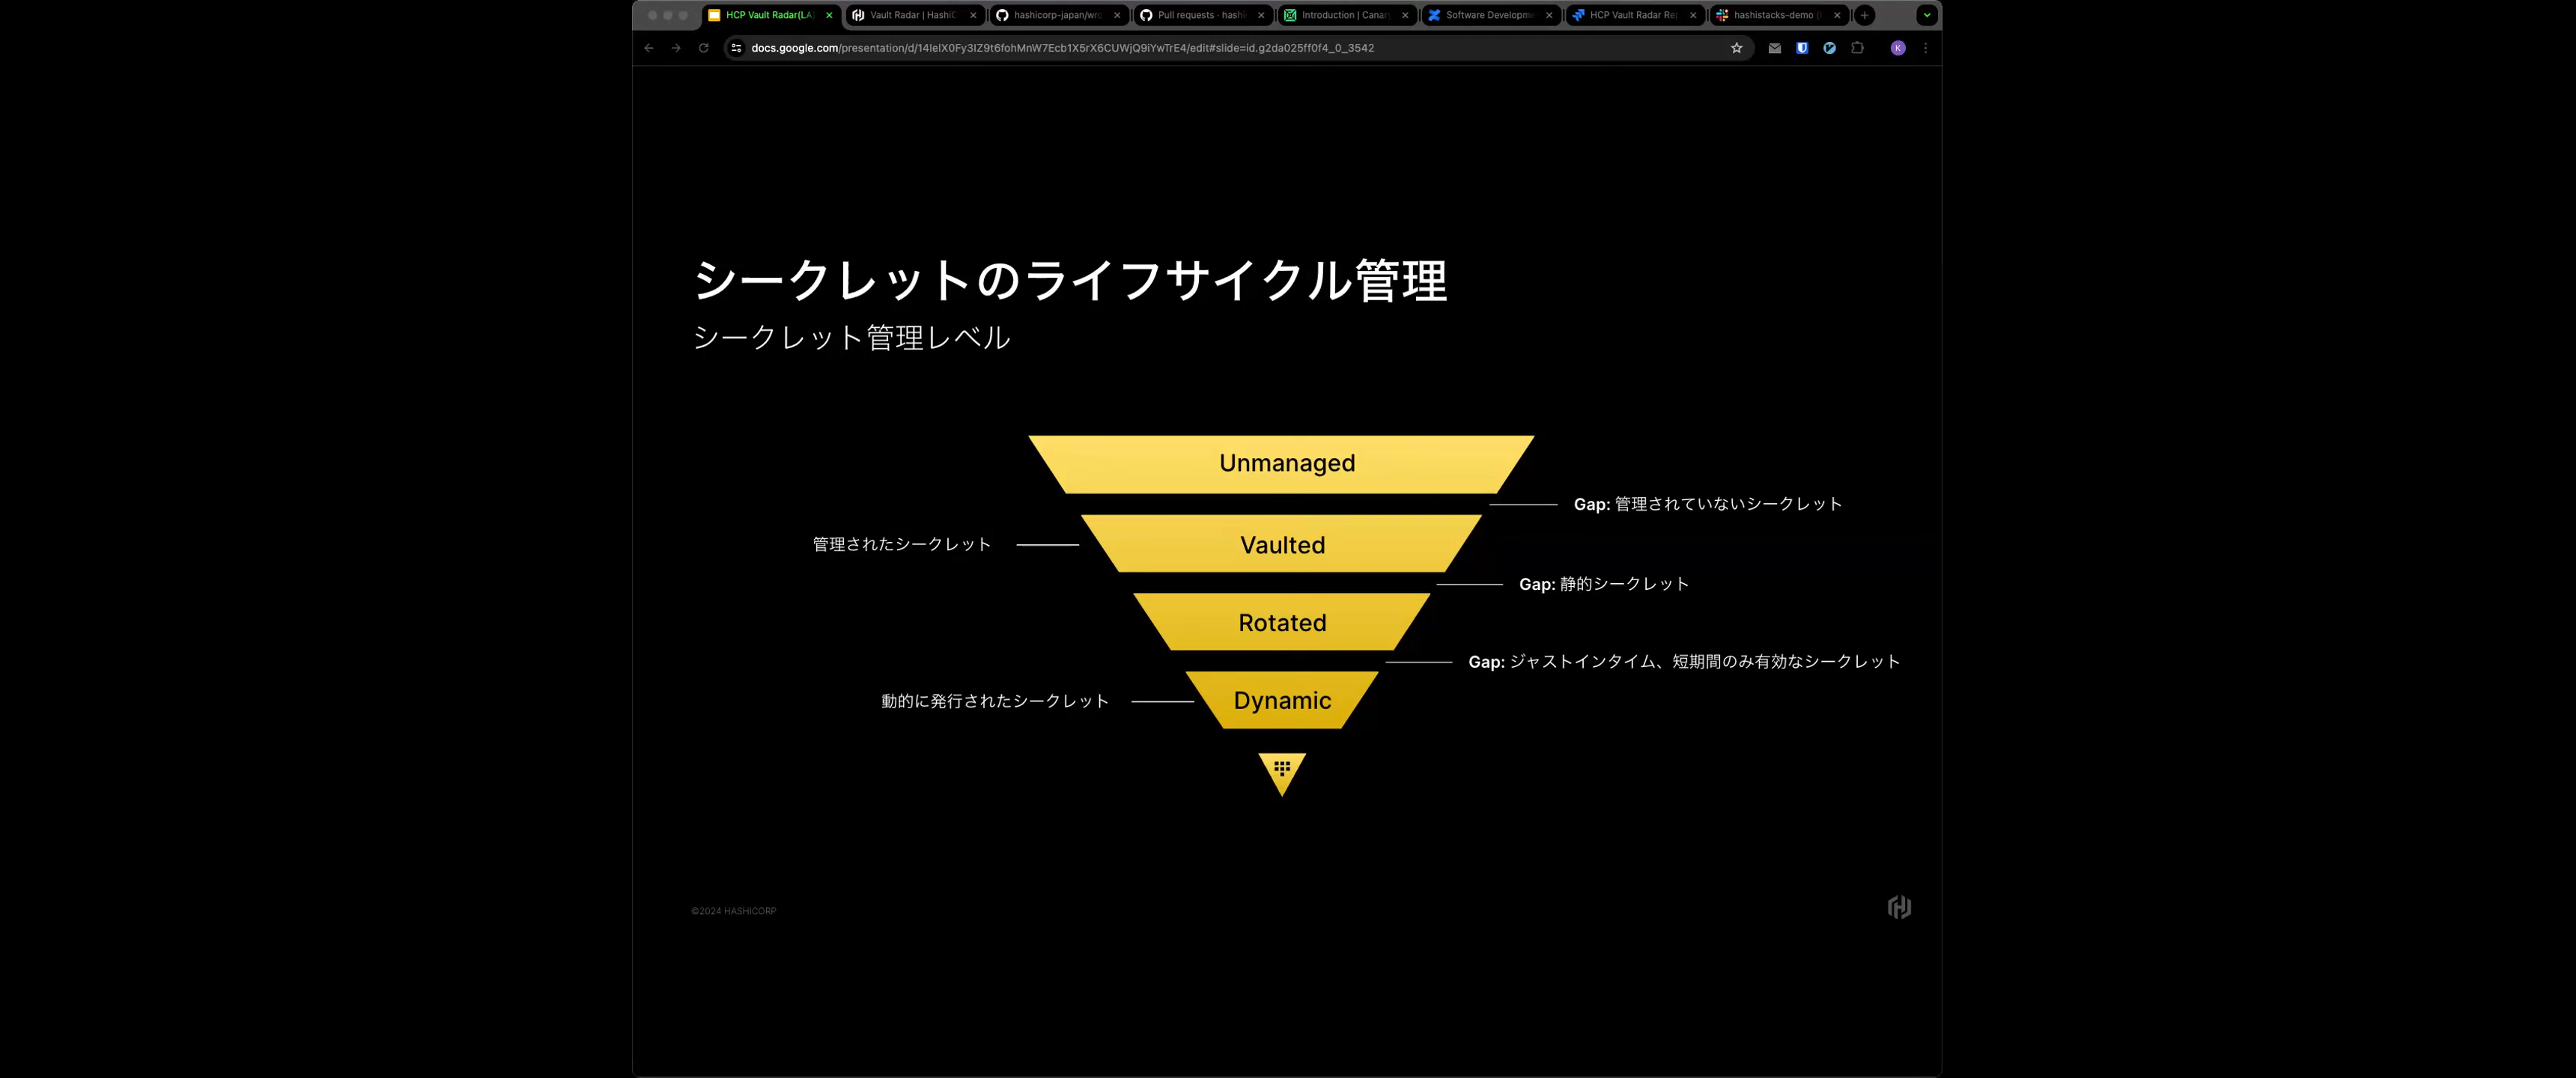 HCP Vault Radar(LA)
Vault Radar | HashiC
hashicorp-japan/wro
Pull requests · hashi
Introduction | Canar
Software Developme
HCP Vault Radar Re
hashistacks-demo (
docs.google.com/presentation/d/14lelX0Fy3IZ9t6fohMnW7Ecb1X5rX6CUWjQ9iYwTrE4/edit#slide=id.g2da025ff0f4_0_3542
K
シークレットのライフサイクル管理
シークレット管理レベル
Unmanaged
Gap: 管理されていないシークレット
管理されたシークレット
Vaulted
Gap: 静的シークレット
Rotated
Gap: ジャストインタイム、短期間のみ有効なシークレット
動的に発行されたシークレット
Dynamic
©2024 HASHICORP